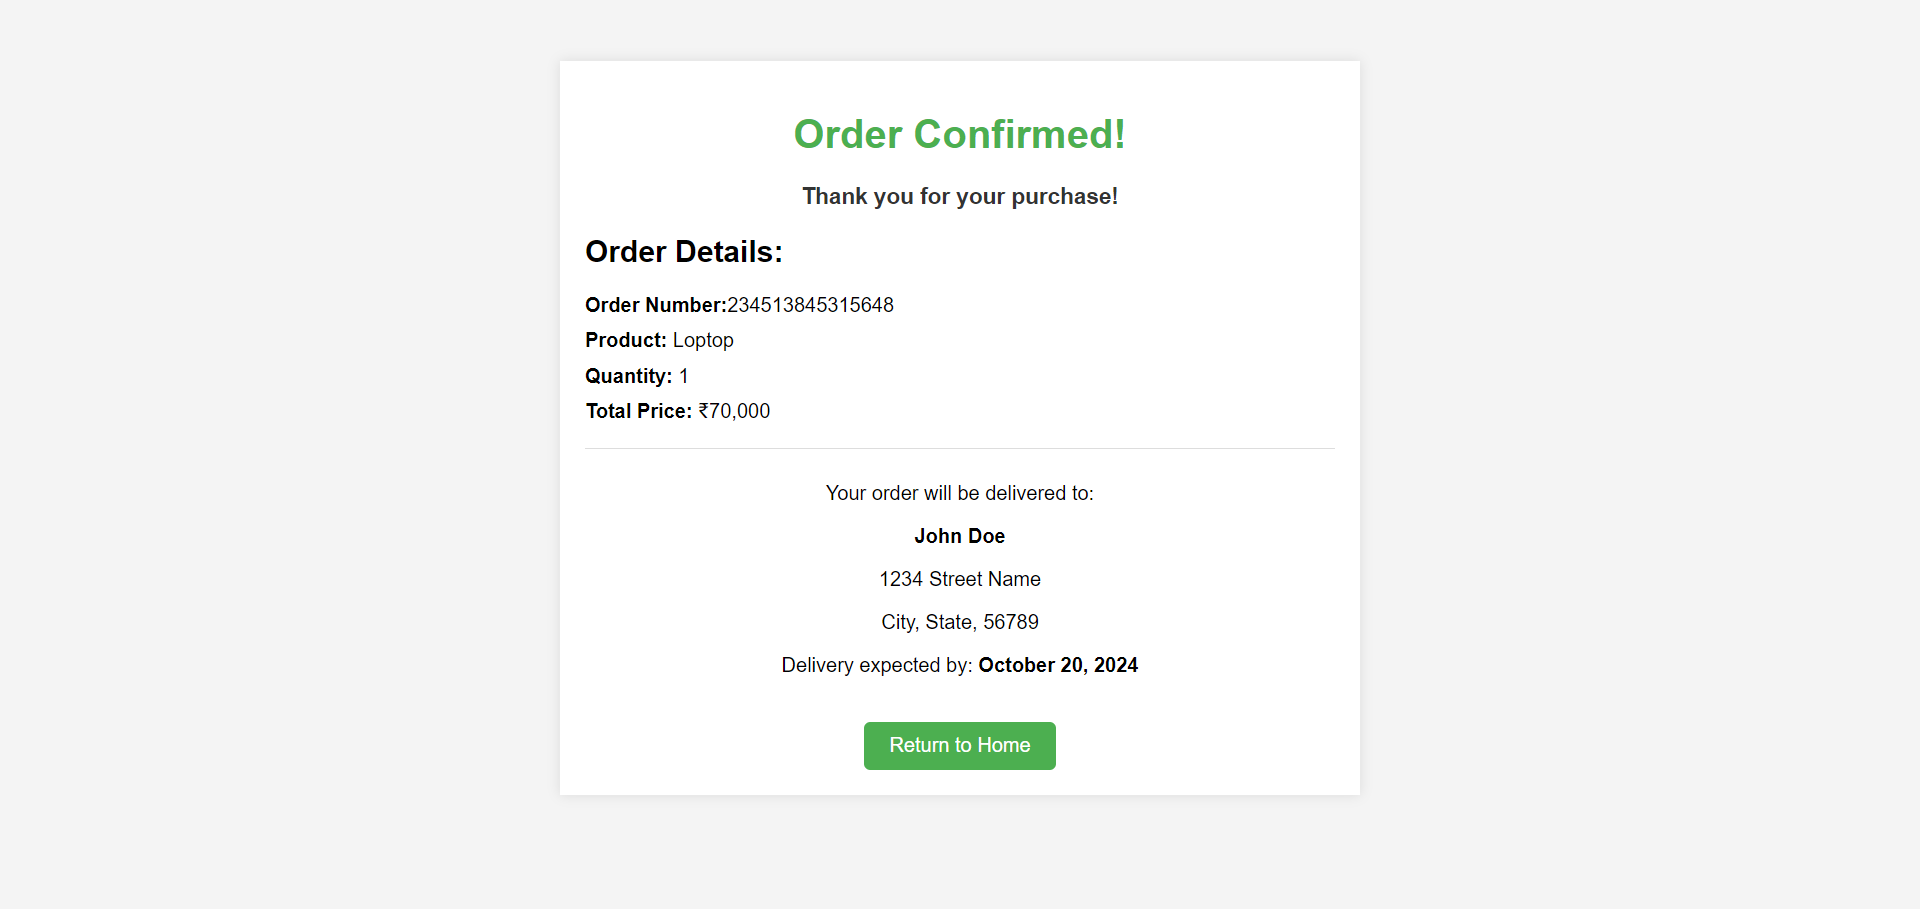 Order Confirmed!
Thank you for your purchase!
Order Details:
Order Number:234513845315648
Product: Loptop
Quantity: 1
Total Price: ₹70,000
Your order will be delivered to:
John Doe
1234 Street Name
City, State, 56789
Delivery expected by: October 20, 2024
Return to Home